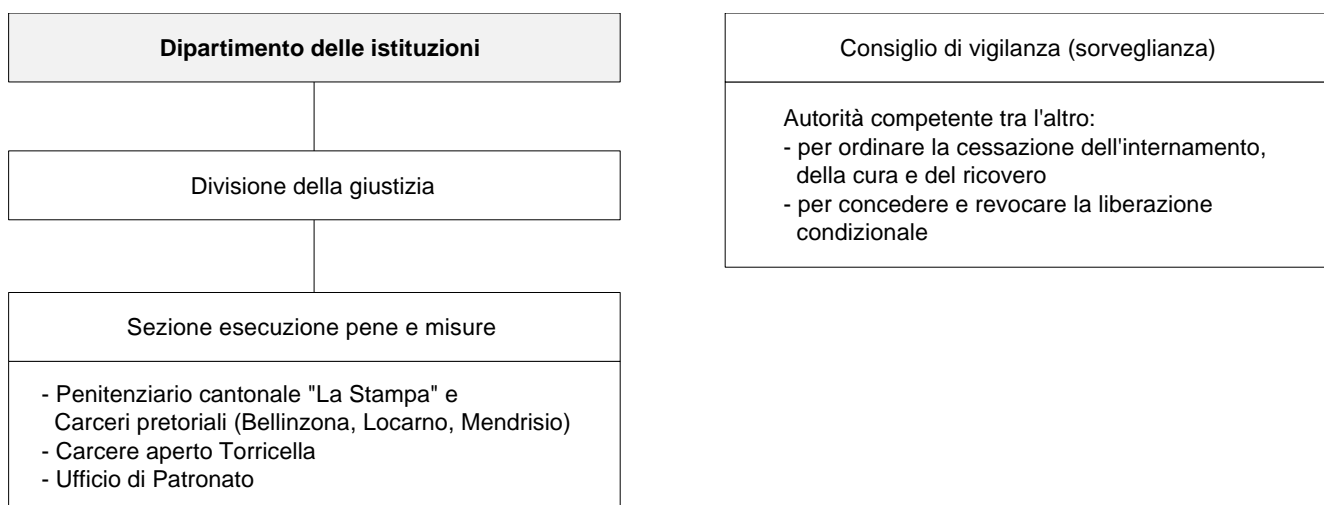 Dipartimento delle istituzioni
Divisione della giustizia
Sezione esecuzione pene e misure
- Penitenziario cantonale "La Stampa" e
Carceri pretoriali (Bellinzona, Locarno, Mendrisio)
- Carcere aperto Torricella
- Ufficio di Patronato
Consiglio di vigilanza (sorveglianza)
Autorità competente tra l'altro:
- per ordinare la cessazione dell'internamento,
della cura e del ricovero
- per concedere e revocare la liberazione
condizionale